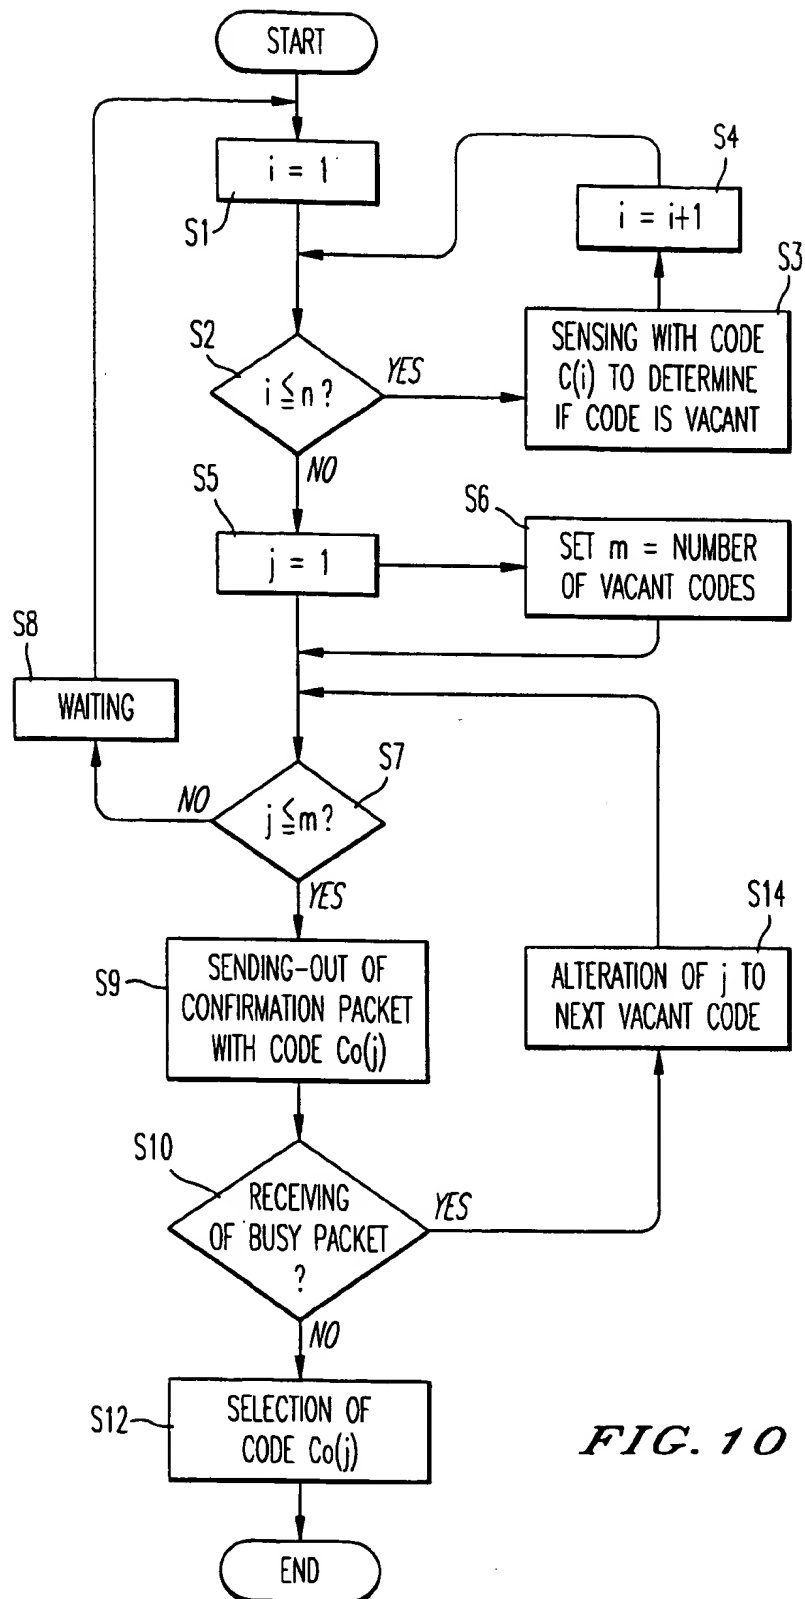 START
i = 1
S1
S4
i = i+1
S3
SENSING WITH CODE
C(i) TO DETERMINE
IF CODE IS VACANT
S2
i ≦ n?
YES
NO
S5
j = 1
S6
SET m = NUMBER
OF VACANT CODES
S8
WAITING
S7
j ≦ m?
NO
YES
S9
SENDING-OUT OF
CONFIRMATION PACKET
WITH CODE Co(j)
S14
ALTERATION OF j TO
NEXT VACANT CODE
S10
RECEIVING
OF BUSY PACKET
?
YES
NO
S12
SELECTION OF
CODE Co(j)
FIG. 10
END